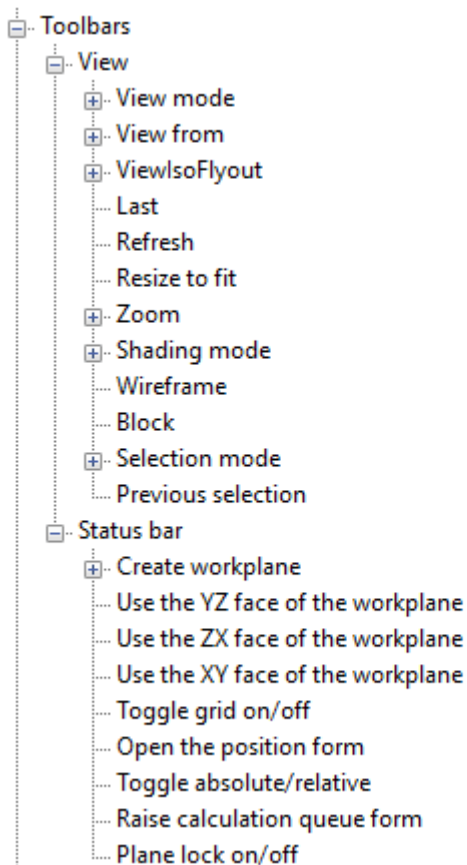 Toolbars
View
View mode
View from
ViewIsoFlyout
Last
Refresh
Resize to fit
Zoom
Shading mode
Wireframe
Block
Selection mode
Previous selection
Status bar
Create workplane
Use the YZ face of the workplane
Use the ZX face of the workplane
Use the XY face of the workplane
Toggle grid on/off
Open the position form
Toggle absolute/relative
Raise calculation queue form
Plane lock on/off